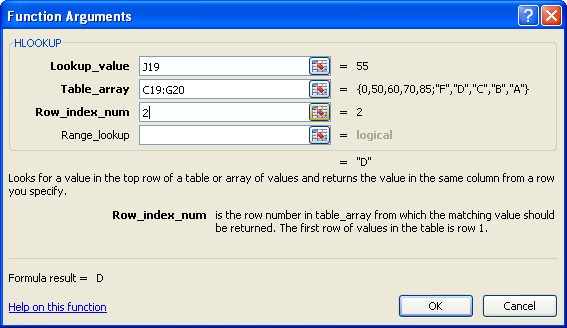 Function Arguments
HLOOKUP
Lookup_value J19 = 55
Table_array C19:G20 = {0,50,60,70,85;"F","D","C","B","A"}
Row_index_num 2 = 2
Range_lookup = logical
= "D"
Looks for a value in the top row of a table or array of values and returns the value in the same column from a row
you specify.
Row_index_num is the row number in table_array from which the matching value should
be returned. The first row of values in the table is row 1.
Formula result = D
Help on this function
OK Cancel